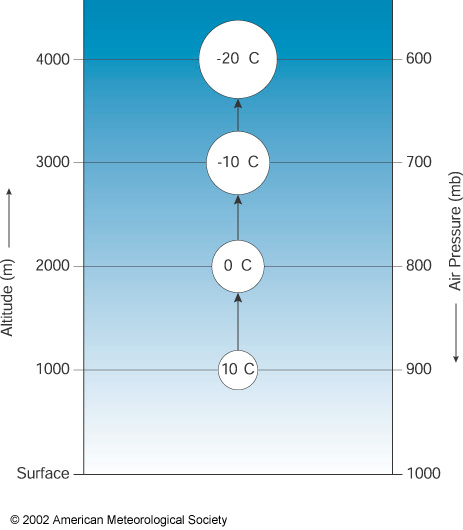 4000
-20 C
600
3000
-10 C
700
Altitude (m)
Air Pressure (mb)
2000
0 C
800
1000
10 C
900
Surface
1000
© 2002 American Meteorological Society